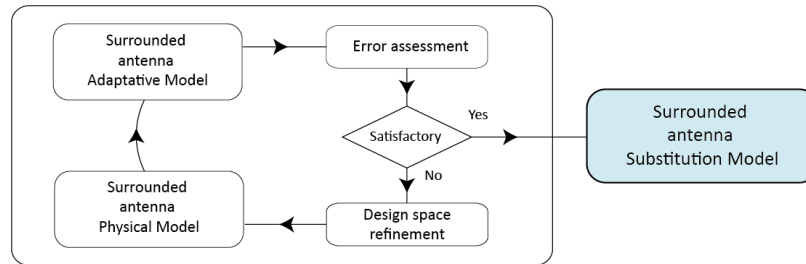 Surrounded
antenna
Adaptative Model
Error assessment
Satisfactory
Yes
No
Design space
refinement
Surrounded
antenna
Physical Model
Surrounded
antenna
Substitution Model